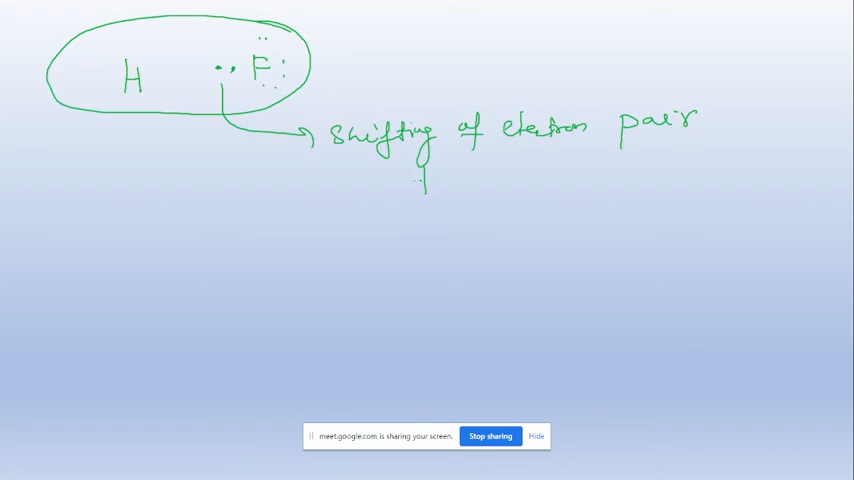 H :F:
Shifting of electron pair
meet.google.com is sharing your screen. Stop sharing Hide